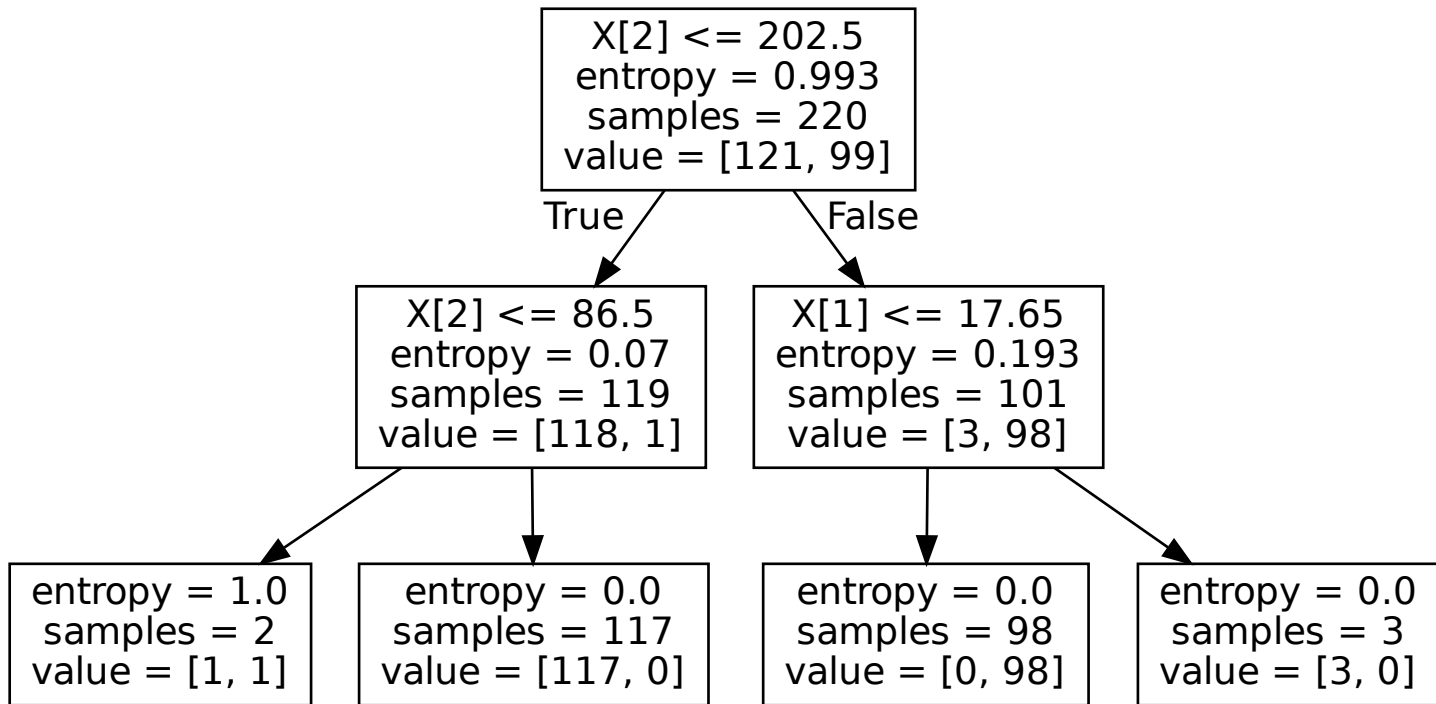 X[2] <= 202.5
entropy = 0.993
samples = 220
value = [121, 99]
True
False
X[2] <= 86.5
entropy = 0.07
samples = 119
value = [118, 1]
X[1] <= 17.65
entropy = 0.193
samples = 101
value = [3, 98]
entropy = 1.0
samples = 2
value = [1, 1]
entropy = 0.0
samples = 117
value = [117, 0]
entropy = 0.0
samples = 98
value = [0, 98]
entropy = 0.0
samples = 3
value = [3, 0]